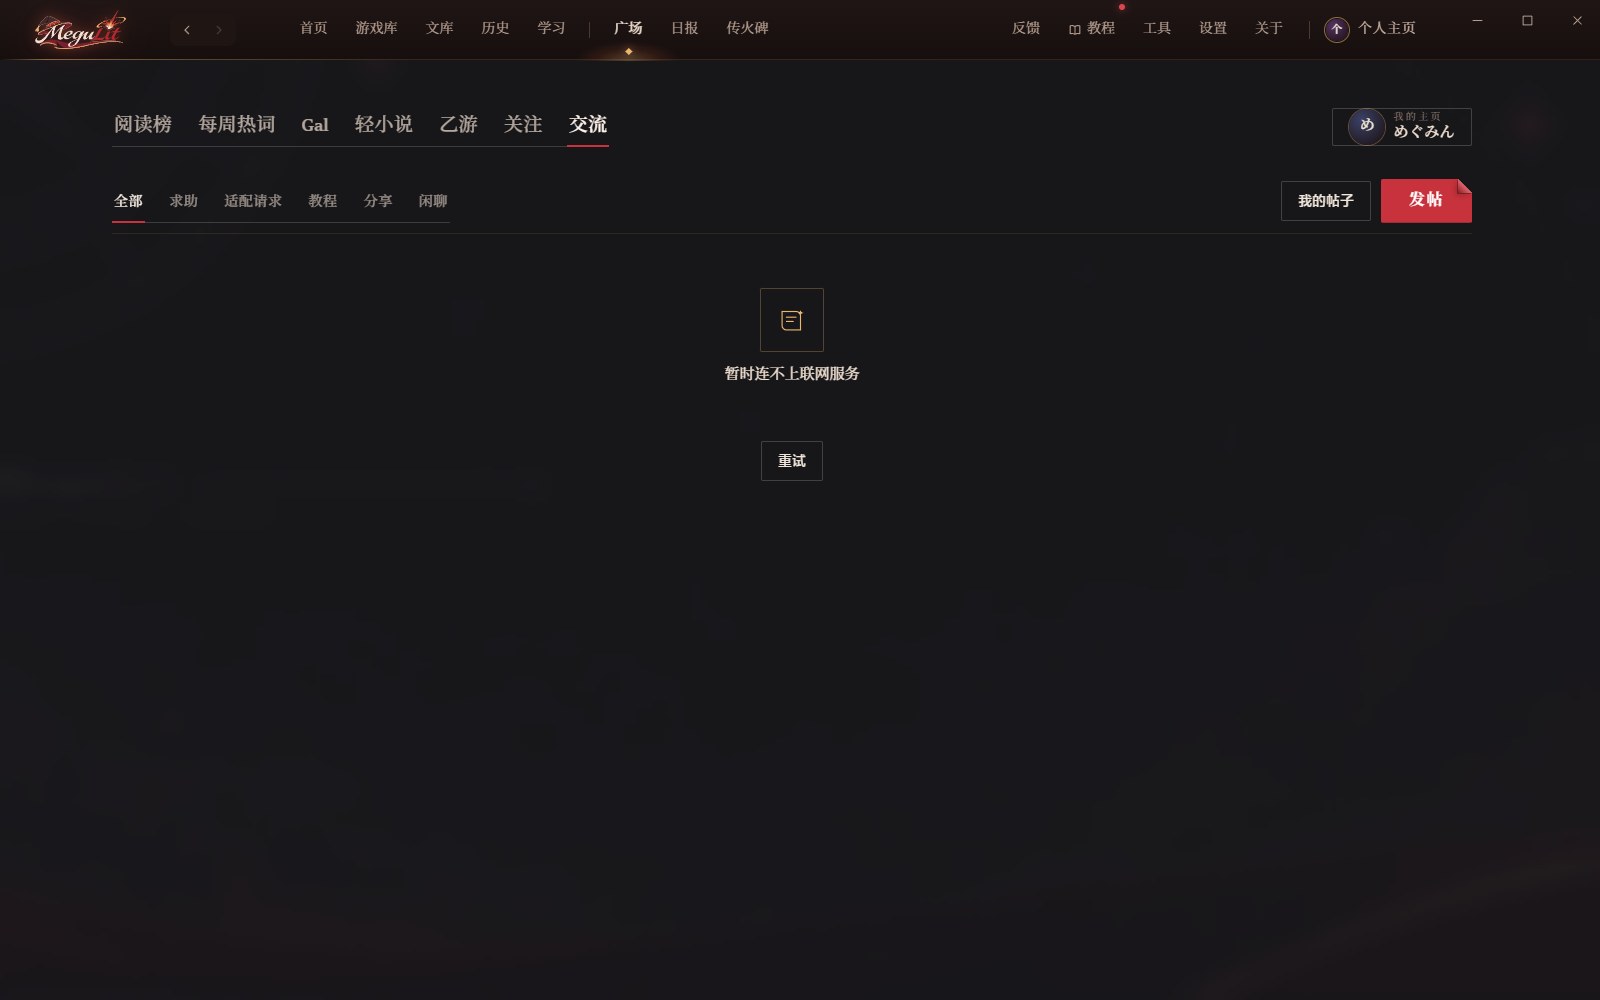 MeguLit
首页 游戏库 文库 历史 学习 广场 日报 传火碑 反馈 教程 工具 设置 关于 个 个人主页
阅读榜 每周热词 Gal 轻小说 乙游 关注 交流
め 我的主页
めぐみん
全部 求助 适配请求 教程 分享 闲聊 我的帖子 发帖
暂时连不上联网服务
重试